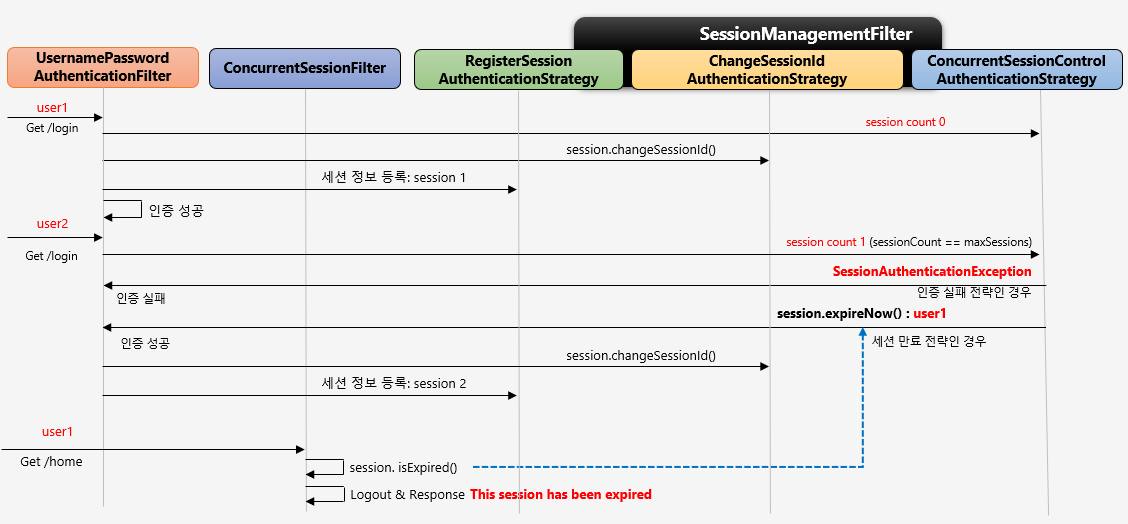 SessionManagementFilter
UsernamePassword
AuthenticationFilter
ConcurrentSessionFilter
RegisterSession
AuthenticationStrategy
ChangeSessionId
AuthenticationStrategy
ConcurrentSessionControl
AuthenticationStrategy
user1
Get /login
session count 0
session.changeSessionId()
세션 정보 등록: session 1
인증 성공
user2
Get /login
session count 1 (sessionCount == maxSessions)
SessionAuthenticationException
인증 실패
인증 실패 전략인 경우
session.expireNow() : user1
인증 성공
세션 만료 전략인 경우
session.changeSessionId()
세션 정보 등록: session 2
user1
Get /home
session. isExpired()
Logout & Response This session has been expired